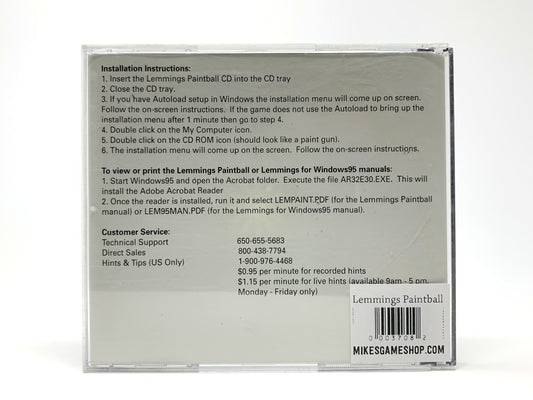 Installation Instructions:
1. Insert the Lemmings Paintball CD into the CD tray
2. Close the CD tray.
3. If you have Autoload setup in Windows the installation menu will come up on screen.
Follow the on-screen instructions.  If the game does not use the Autoload to bring up the
installation menu after 1 minute then go to step 4.
4. Double click on the My Computer icon.
5. Double click on the CD ROM icon (should look like a paint gun).
6. The installation menu will come up on the screen.  Follow the on-screen instructions.
To view or print the Lemmings Paintball or Lemmings for Windows95 manuals:
1. Start Windows95 and open the Acrobat folder.  Execute the file AR32E30.EXE.  This will
install the Adobe Acrobat Reader
2. Once the reader is installed, run it and select LEMPAINT.PDF (for the Lemmings Paintball
manual) or LEM95MAN.PDF (for the Lemmings for Windows95 manual).
Customer Service:
Technical Support 650-655-5683
Direct Sales 800-438-7794
Hints & Tips (US Only) 1-900-976-4468
$0.95 per minute for recorded hints
$1.15 per minute for live hints (available 9am - 5 pm,
Monday - Friday only)
Lemmings Paintball
0 003708 2
MIKESGAMESHOP.COM